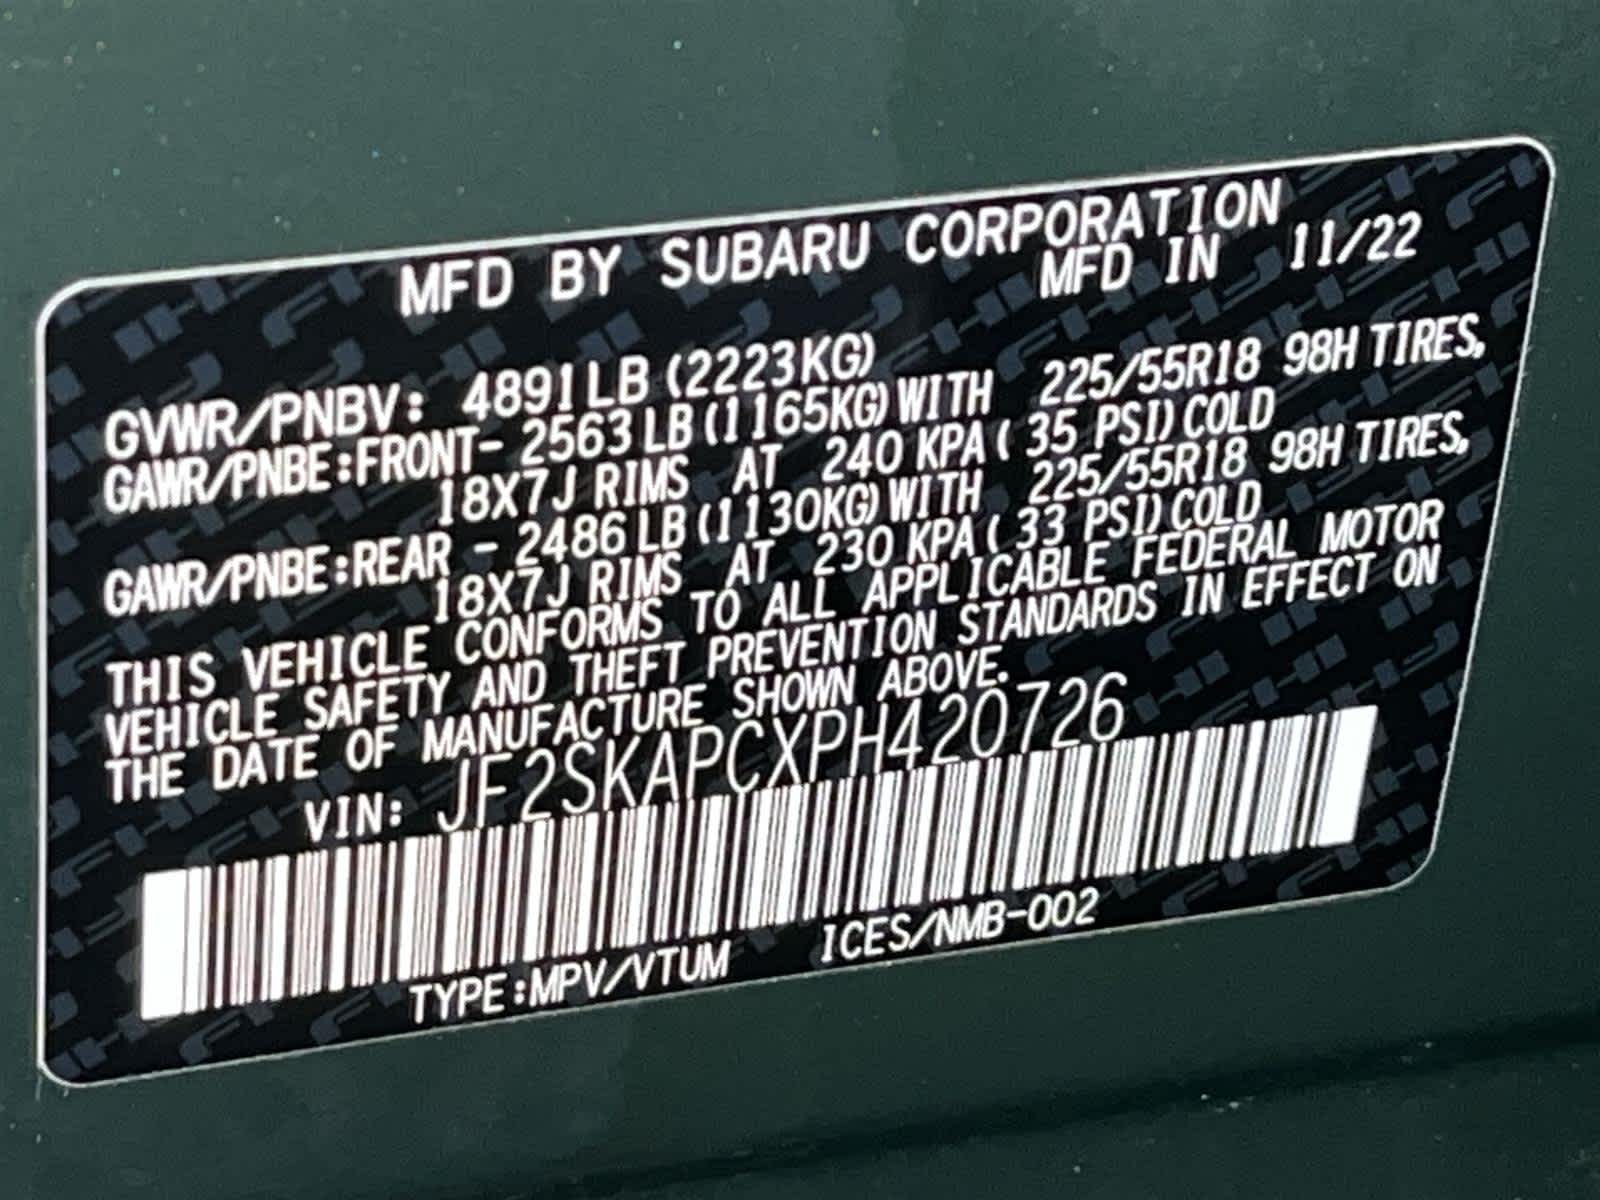 MFD BY SUBARU CORPORATION
MFD IN 11/22
GVWR/PNBV: 4891LB (2223KG)
GAWR/PNBE:FRONT- 2563LB(1165KG)WITH 225/55R18 98H TIRES,
18X7J RIMS AT 240 KPA( 35 PSI)COLD
GAWR/PNBE:REAR - 2486LB(1130KG)WITH 225/55R18 98H TIRES,
18X7J RIMS AT 230 KPA( 33 PSI)COLD
THIS VEHICLE CONFORMS TO ALL APPLICABLE FEDERAL MOTOR
VEHICLE SAFETY AND THEFT PREVENTION STANDARDS IN EFFECT ON
THE DATE OF MANUFACTURE SHOWN ABOVE.
VIN: JF2SKAPCXPH420726
TYPE:MPV/VTUM ICES/NMB-002